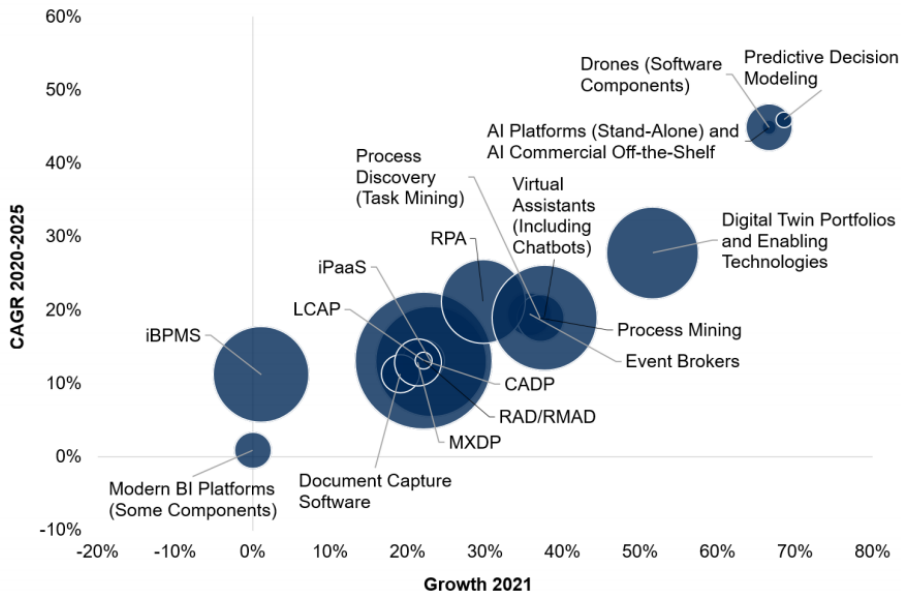 60%
50%
40%
30%
20%
10%
0%
-10%
CAGR 2020-2025
-20%
0%
10%
20%
30%
40%
50%
60%
70%
80%
Growth 2021
Drones (Software
Components)
Predictive Decision
Modeling
AI Platforms (Stand-Alone) and
AI Commercial Off-the-Shelf
Process
Discovery
(Task Mining)
Virtual
Assistants
(Including
Chatbots)
Digital Twin Portfolios
and Enabling
Technologies
RPA
iPaaS
LCAP
iBPMS
Process Mining
Event Brokers
CADP
RAD/RMAD
MXDP
Document Capture
Software
Modern BI Platforms
(Some Components)